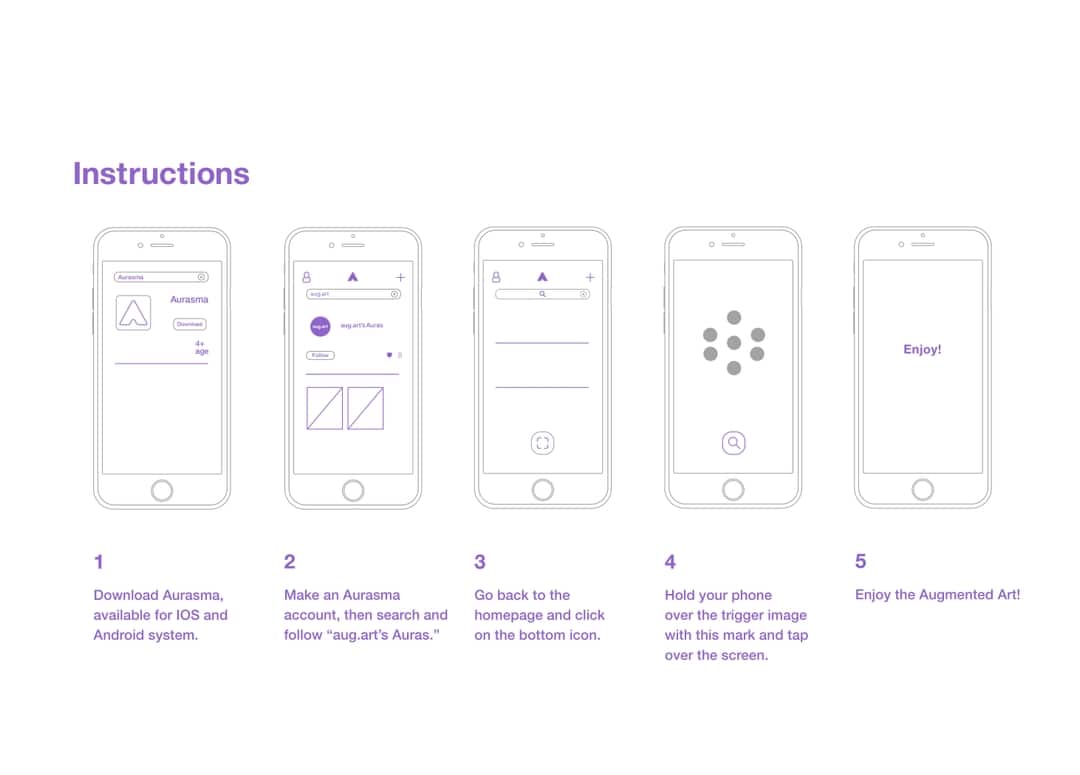 Instructions
Aurasma
Aurasma
Download
4+
age
aug.art
aug.art
aug.art's Auras
Follow
Enjoy!
1
Download Aurasma,
available for IOS and
Android system.
2
Make an Aurasma
account, then search and
follow “aug.art’s Auras.”
3
Go back to the
homepage and click
on the bottom icon.
4
Hold your phone
over the trigger image
with this mark and tap
over the screen.
5
Enjoy the Augmented Art!